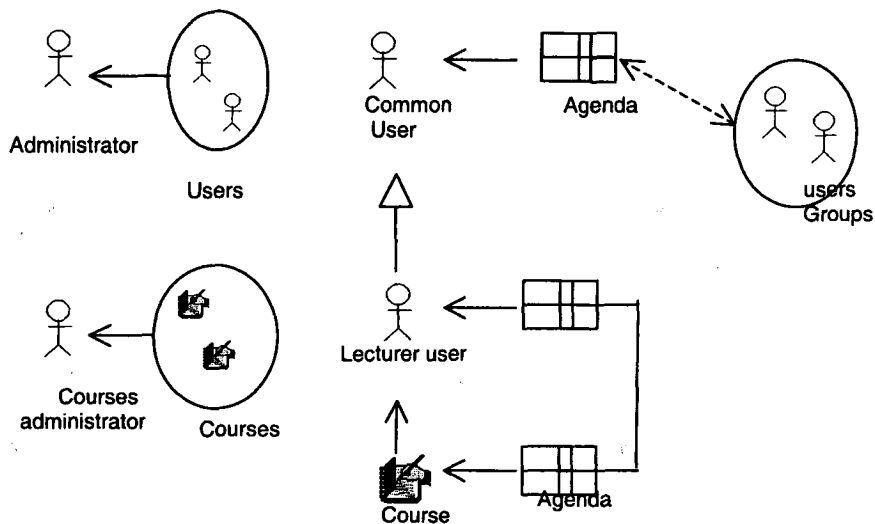 Administrator
Users
Common
User
Agenda
users
Groups
Courses
administrator
Courses
Lecturer user
Course
Agenda